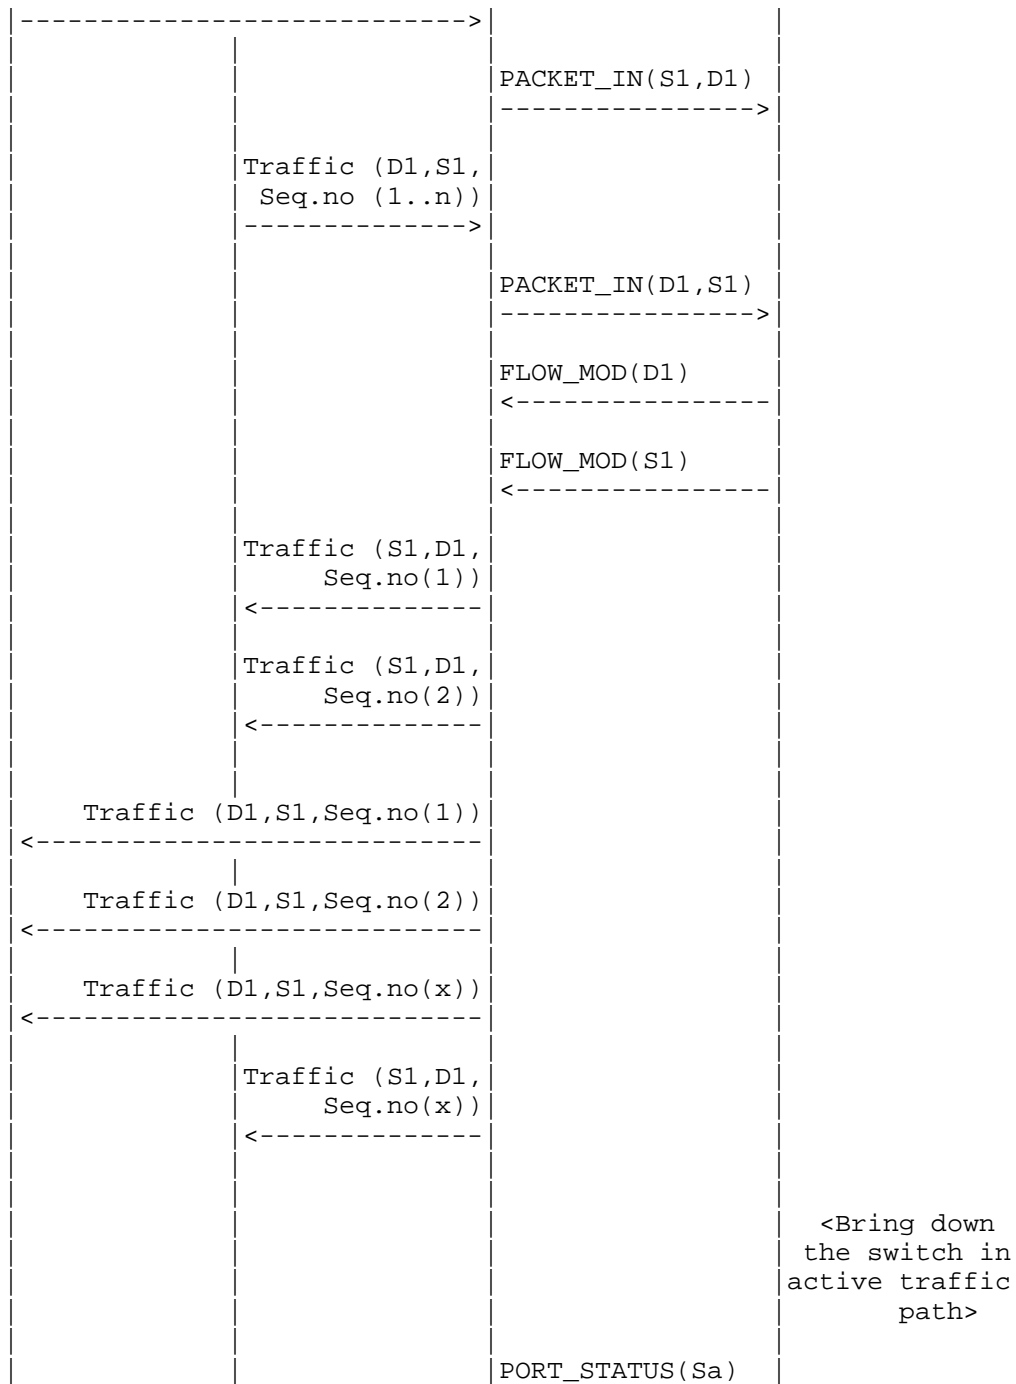 PACKET_IN(S1,D1)
Traffic (D1,S1,
Seq.no (1..n))
PACKET_IN(D1,S1)
FLOW_MOD(D1)
FLOW_MOD(S1)
Traffic (S1,D1,
Seq.no(1))
Traffic (S1,D1,
Seq.no(2))
Traffic (D1,S1,Seq.no(1))
Traffic (D1,S1,Seq.no(2))
Traffic (D1,S1,Seq.no(x))
Traffic (S1,D1,
Seq.no(x))
<Bring down
the switch in
active traffic
path>
PORT_STATUS(Sa)